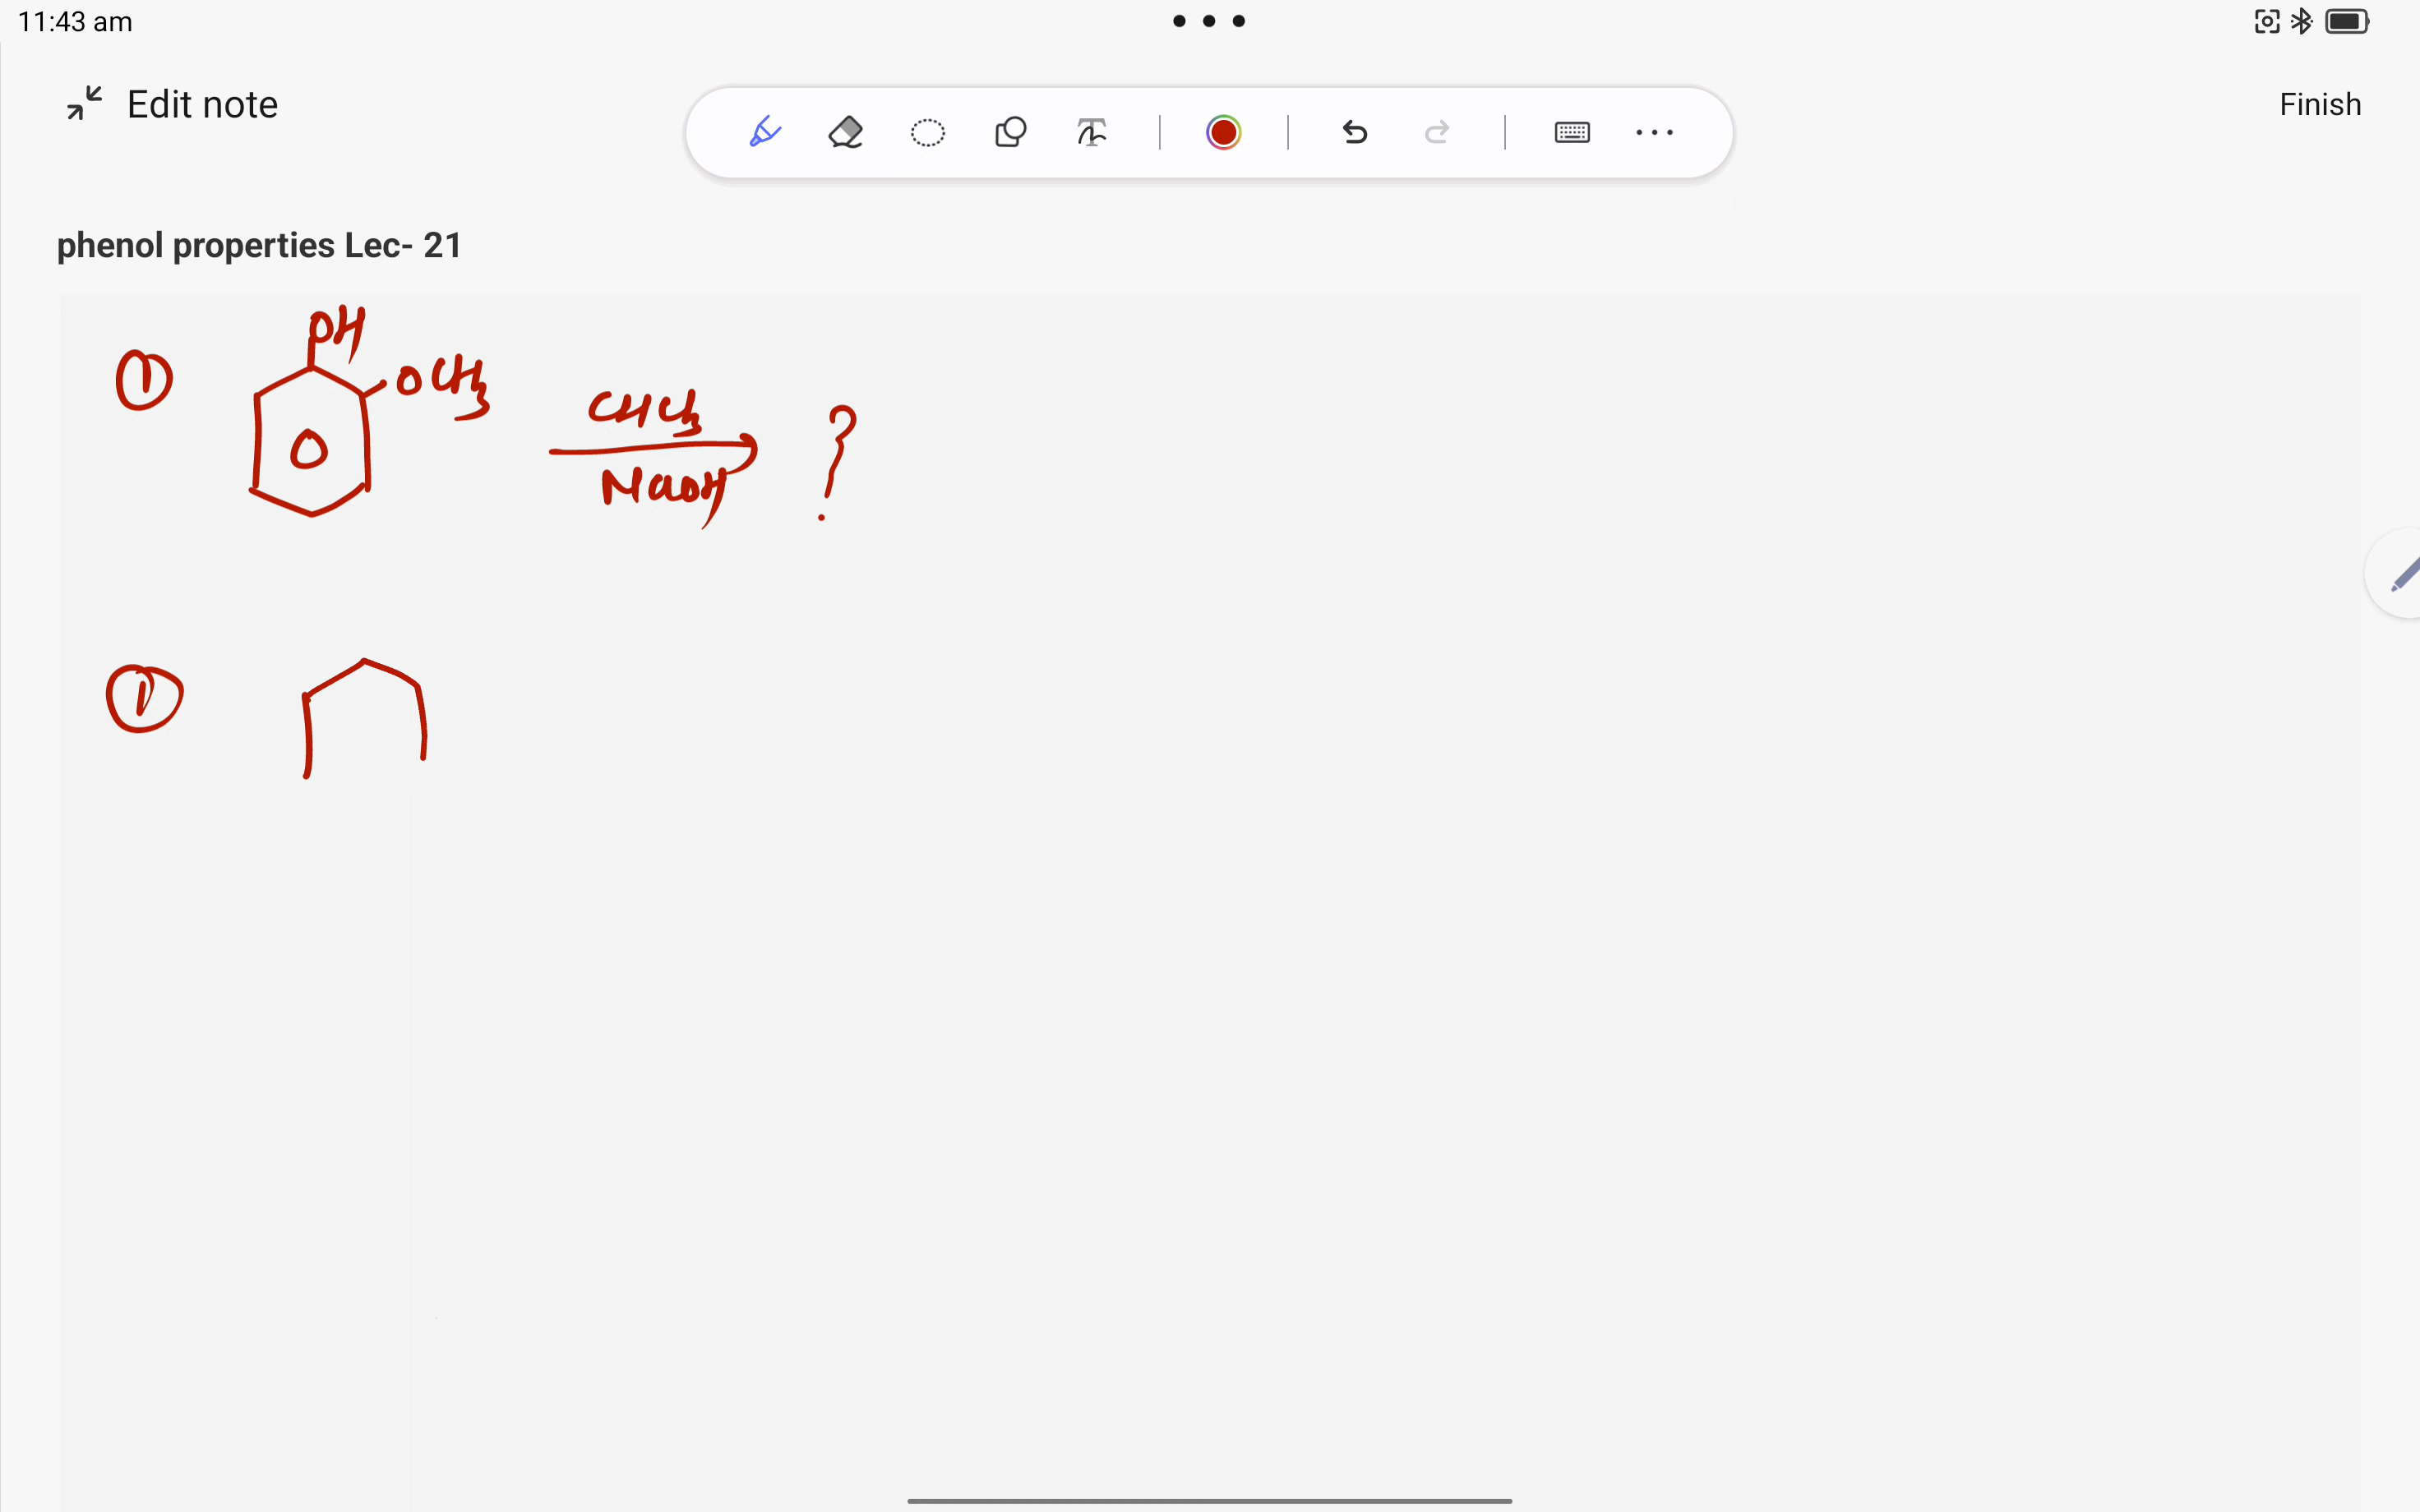 11:43 am
Edit note
Finish
phenol properties Lec- 21
1
OH
OCH3
CHCl3
NaOH
?
1